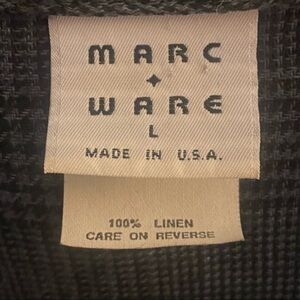 MARC
+
WARE
L
MADE IN U.S.A.
100% LINEN
CARE ON REVERSE